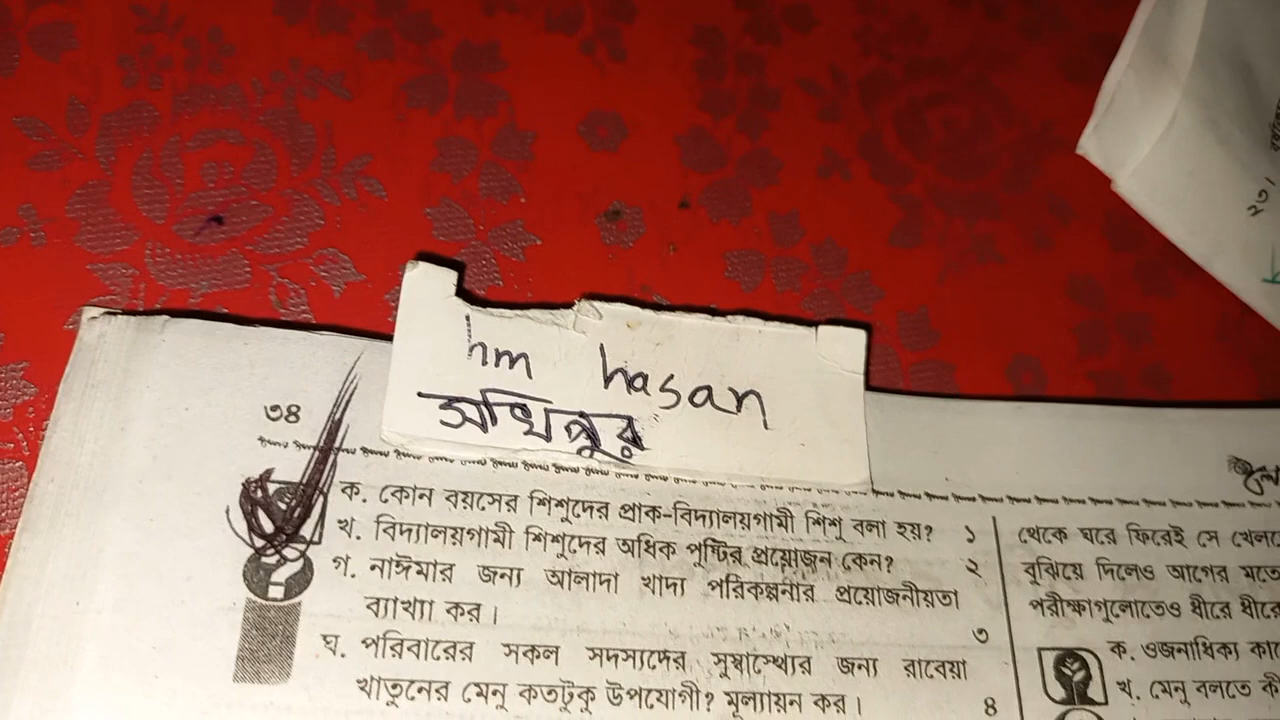 hm hasan
সখিপুর
৩৪
ক. কোন বয়সের শিশুদের প্রাক-বিদ্যালয়গামী শিশু বলা হয়? ১
খ. বিদ্যালয়গামী শিশুদের অধিক পুষ্টির প্রয়োজন কেন? ২
গ. নাঈমার জন্য আলাদা খাদ্য পরিকল্পনার প্রয়োজনীয়তা
ব্যাখ্যা কর। ৩
ঘ. পরিবারের সকল সদস্যদের সুস্বাস্থ্যের জন্য রাবেয়া
খাতুনের মেনু কতটুকু উপযোগী? মূল্যায়ন কর। ৪
থেকে ঘরে ফিরেই সে
বুঝিয়ে দিলেও আগের মতে
পরীক্ষাগুলোতেও ধীরে ধীরে
ক. ওজনাধিক্য
খ. মেনু বলতে
২৩।